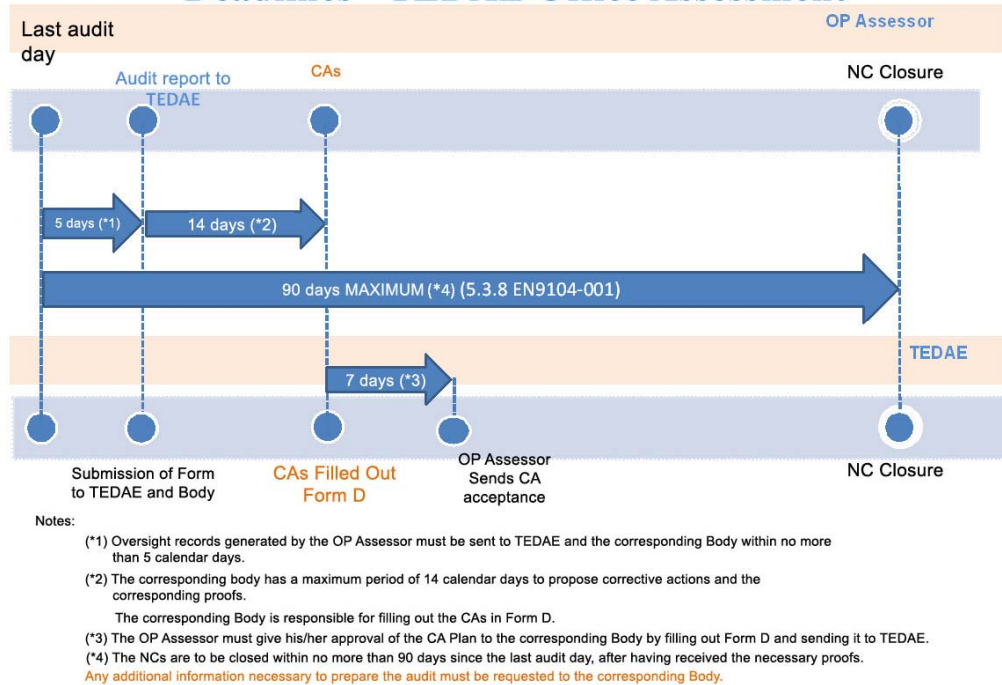 OP Assessor
Last audit
day
Audit report to
TEDAE
CAs
NC Closure
5 days (*1)
14 days (*2)
90 days MAXIMUM (*4) (5.3.8 EN9104-001)
TEDAE
7 days (*3)
Submission of Form
to TEDAE and Body
CAs Filled Out
Form D
OP Assessor
Sends CA
acceptance
NC Closure
Notes:
(*1) Oversight records generated by the OP Assessor must be sent to TEDAE and the corresponding Body within no more
than 5 calendar days.
(*2) The corresponding body has a maximum period of 14 calendar days to propose corrective actions and the
corresponding proofs.
The corresponding Body is responsible for filling out the CAs in Form D.
(*3) The OP Assessor must give his/her approval of the CA Plan to the corresponding Body by filling out Form D and sending it to TEDAE.
(*4) The NCs are to be closed within no more than 90 days since the last audit day, after having received the necessary proofs.
Any additional information necessary to prepare the audit must be requested to the corresponding Body.